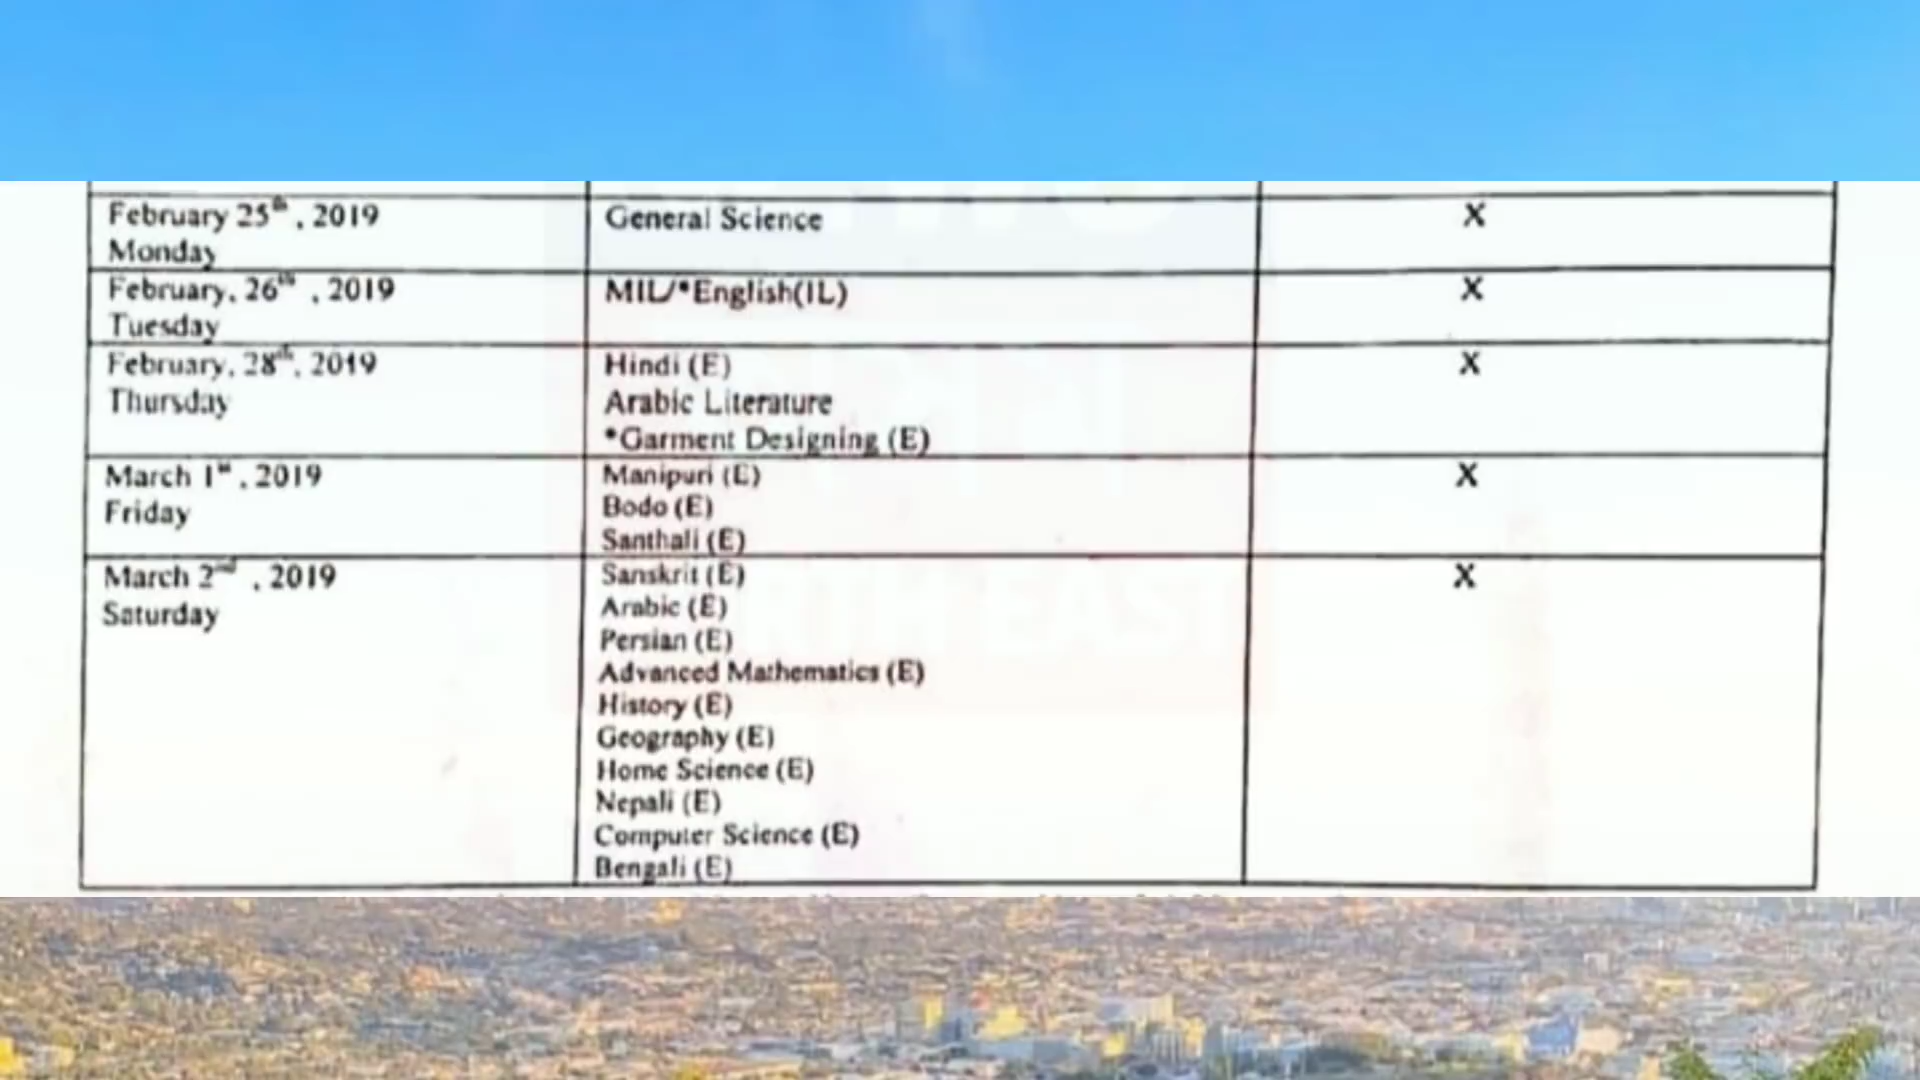 February 25th , 2019
Monday
General Science
X
February, 26th , 2019
Tuesday
MIL/*English(IL)
X
February, 28th, 2019
Thursday
Hindi (E)
Arabic Literature
*Garment Designing (E)
X
March 1st , 2019
Friday
Manipuri (E)
Bodo (E)
Santhali (E)
X
March 2nd , 2019
Saturday
Sanskrit (E)
Arabic (E)
Persian (E)
Advanced Mathematics (E)
History (E)
Geography (E)
Home Science (E)
Nepali (E)
Computer Science (E)
Bengali (E)
X